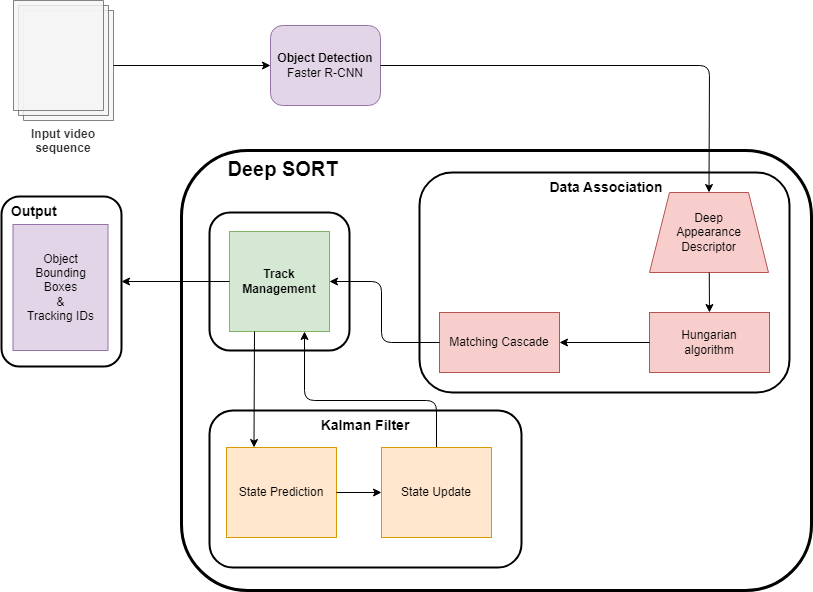 Object Detection
Faster R-CNN
Input video
sequence
Deep SORT
Data Association
Deep
Appearance
Descriptor
Output
Object
Bounding
Boxes
&
Tracking IDs
Track
Management
Matching Cascade
Hungarian
algorithm
Kalman Filter
State Prediction
State Update